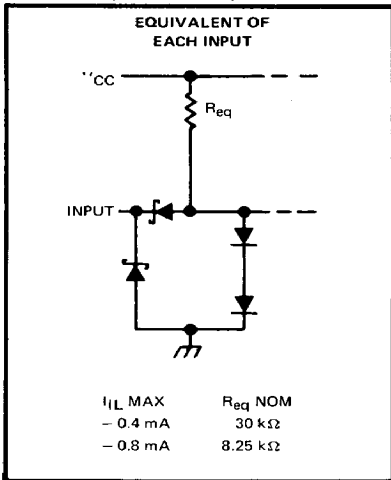 EQUIVALENT OF
EACH INPUT
VCC
Req
INPUT
IIL MAX Req NOM
– 0.4 mA 30 kΩ
– 0.8 mA 8.25 kΩ